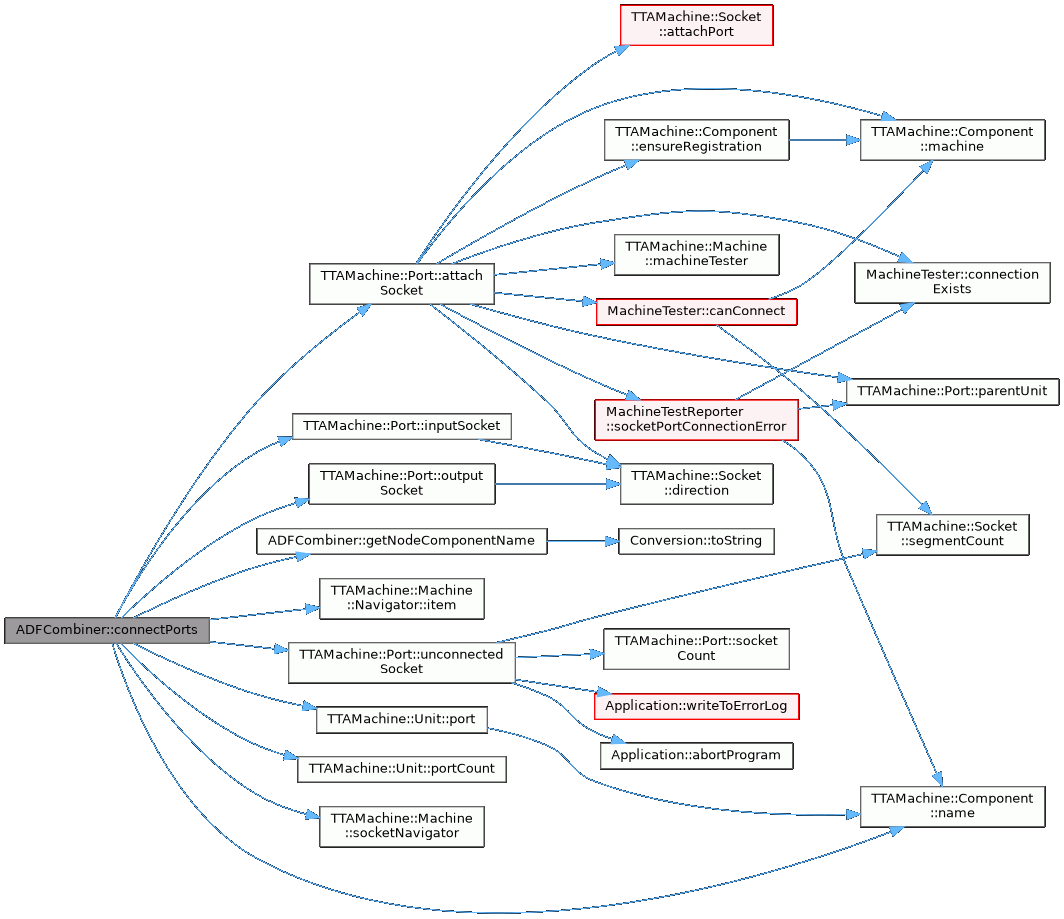 TTAMachine::Socket
::attachPort
TTAMachine::Component
::ensureRegistration
TTAMachine::Component
::machine
TTAMachine::Machine
::machineTester
TTAMachine::Port::attach
Socket
MachineTester::connection
Exists
MachineTester::canConnect
TTAMachine::Port::parentUnit
MachineTestReporter
::socketPortConnectionError
TTAMachine::Port::inputSocket
TTAMachine::Port::output
Socket
TTAMachine::Socket
::direction
ADFCombiner::getNodeComponentName
Conversion::toString
TTAMachine::Socket
::segmentCount
TTAMachine::Machine
::Navigator::item
ADFCombiner::connectPorts
TTAMachine::Port::unconnected
Socket
TTAMachine::Port::socket
Count
Application::writeToErrorLog
TTAMachine::Unit::port
Application::abortProgram
TTAMachine::Unit::portCount
TTAMachine::Component
::name
TTAMachine::Machine
::socketNavigator